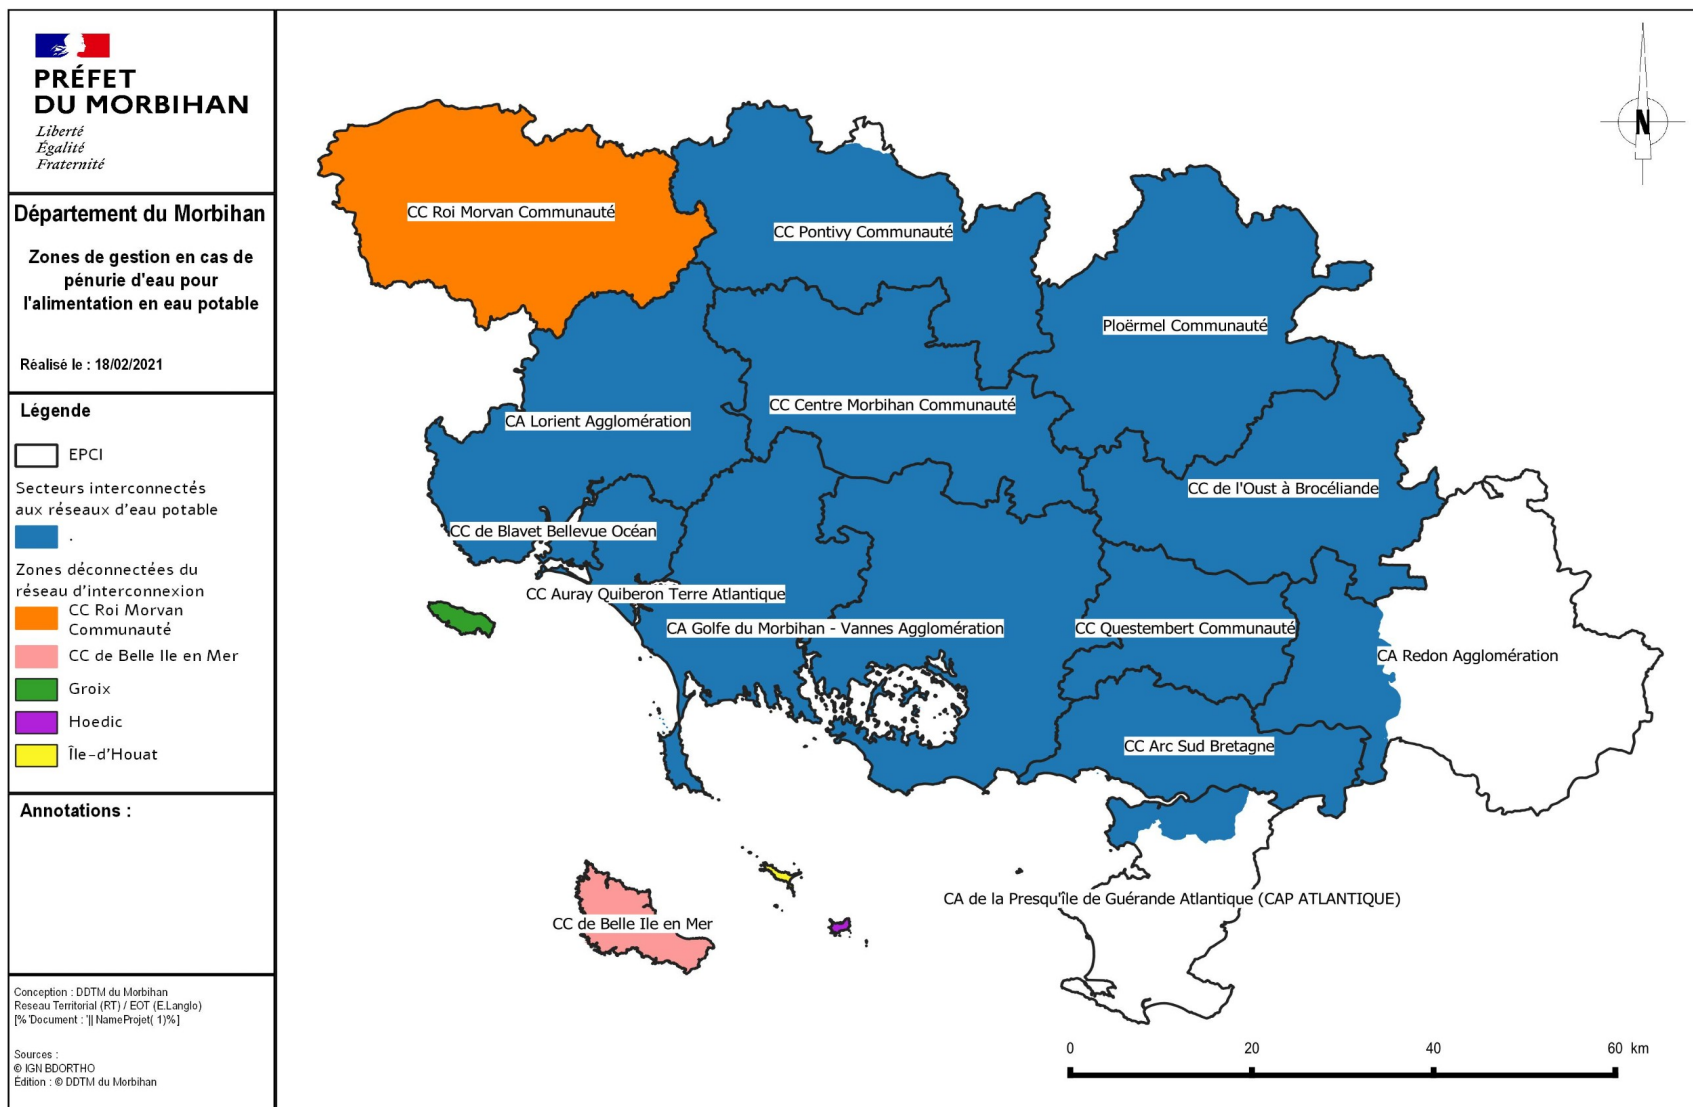 PRÉFET
DU MORBIHAN
Liberté
Égalité
Fraternité
Département du Morbihan
Zones de gestion en cas de
pénurie d'eau pour
l'alimentation en eau potable
Réalisé le : 18/02/2021
Légende
EPCI
Secteurs interconnectés
aux réseaux d'eau potable
.
Zones déconnectées du
réseau d'interconnexion
CC Roi Morvan
Communauté
CC de Belle Ile en Mer
Groix
Hoedic
Île-d'Houat
Annotations :
Conception : DDTM du Morbihan
Reseau Territorial (RT) / EOT (E.Langlo)
[% 'Document : '|| NameProjet( 1)%]
Sources :
© IGN BDORTHO
Édition : © DDTM du Morbihan
N
CC Roi Morvan Communauté
CC Pontivy Communauté
Ploërmel Communauté
CC Centre Morbihan Communauté
CA Lorient Agglomération
CC de l'Oust à Brocéliande
CC de Blavet Bellevue Océan
CC Auray Quiberon Terre Atlantique
CA Golfe du Morbihan - Vannes Agglomération
CC Questembert Communauté
CA Redon Agglomération
CC Arc Sud Bretagne
CA de la Presqu'île de Guérande Atlantique (CAP ATLANTIQUE)
CC de Belle Ile en Mer
0 20 40 60 km